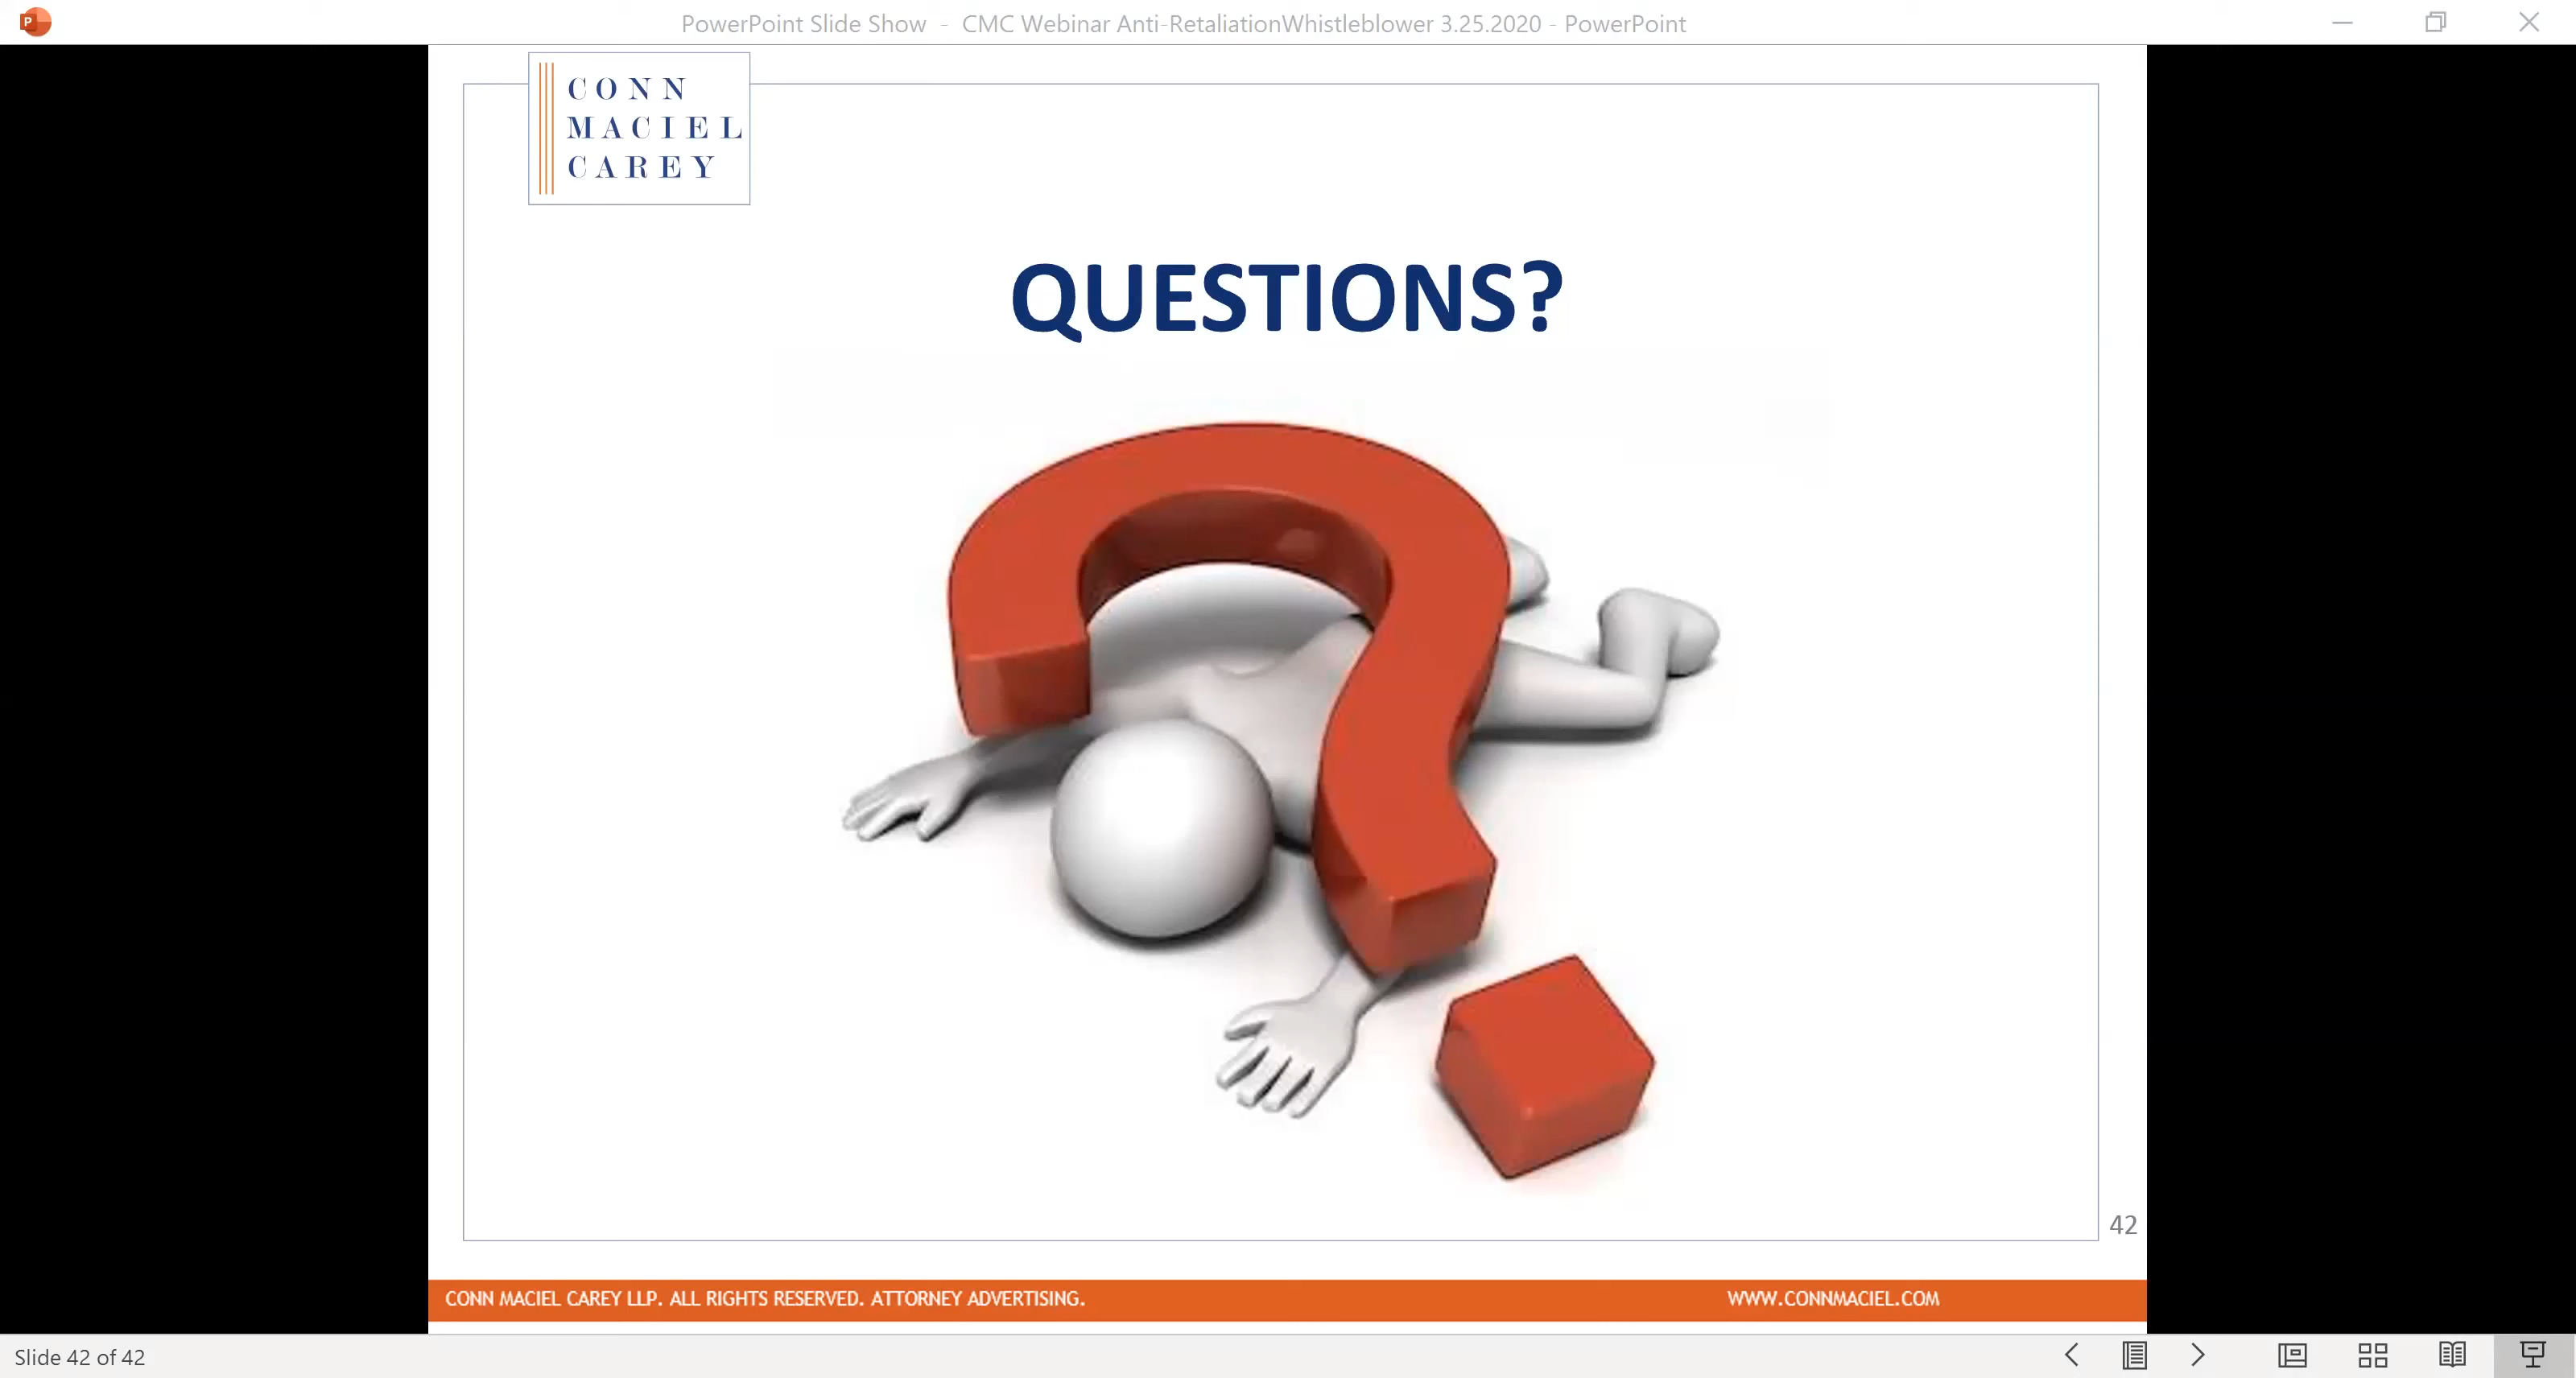 PowerPoint Slide Show - CMC Webinar Anti-RetaliationWhistleblower 3.25.2020 - PowerPoint
CONN
MACIEL
CAREY
QUESTIONS?
42
CONN MACIEL CAREY LLP. ALL RIGHTS RESERVED. ATTORNEY ADVERTISING.
WWW.CONNMACIEL.COM
Slide 42 of 42